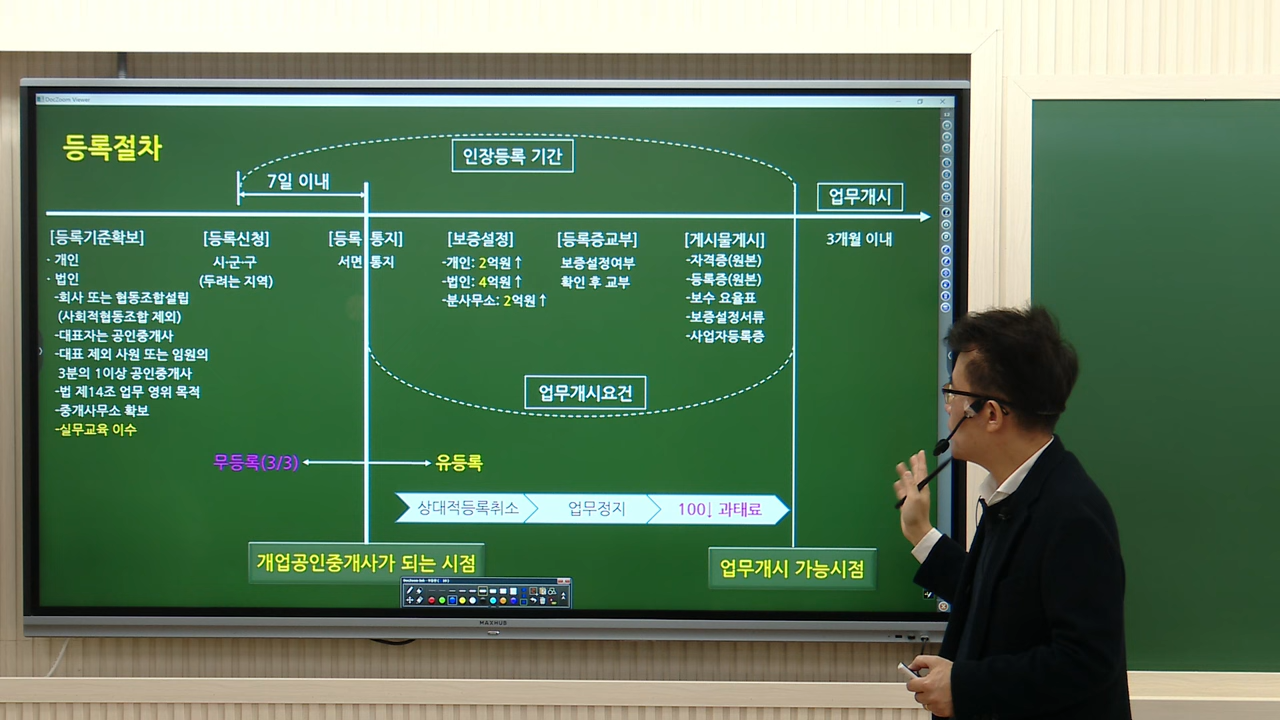 DocZoom Viewer
등록절차
인장등록 기간
7일 이내
업무개시
[등록기준확보]
- 개인
- 법인
-회사 또는 협동조합설립
(사회적협동조합 제외)
-대표자는 공인중개사
-대표 제외 사원 또는 임원의
3분의 1이상 공인중개사
-법 제14조 업무 영위 목적
-중개사무소 확보
-실무교육 이수
[등록신청]
시·군·구
(두려는 지역)
[등록 통지]
서면 통지
[보증설정]
-개인: 2억원↑
-법인: 4억원↑
-분사무소: 2억원↑
[등록증교부]
보증설정여부
확인 후 교부
[게시물게시]
-자격증(원본)
-등록증(원본)
-보수 요율표
-보증설정서류
-사업자등록증
3개월 이내
업무개시요건
무등록(3/3)
유등록
상대적등록취소
업무정지
100↓ 과태료
개업공인중개사가 되는 시점
업무개시 가능시점
MAXHUB